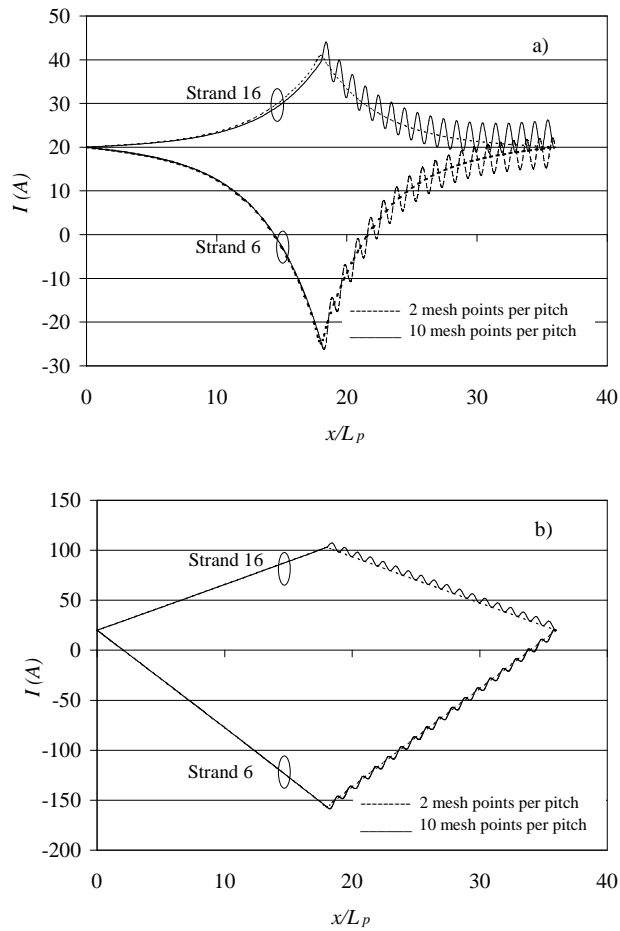 a)
50
40
30
20
10
0
-10
-20
-30
I (A)
Strand 16
Strand 6
2 mesh points per pitch
10 mesh points per pitch
0 10 20 30 40
x/L p
b)
150
100
50
0
-50
-100
-150
-200
I (A)
Strand 16
Strand 6
2 mesh points per pitch
10 mesh points per pitch
0 10 20 30 40
x/L p